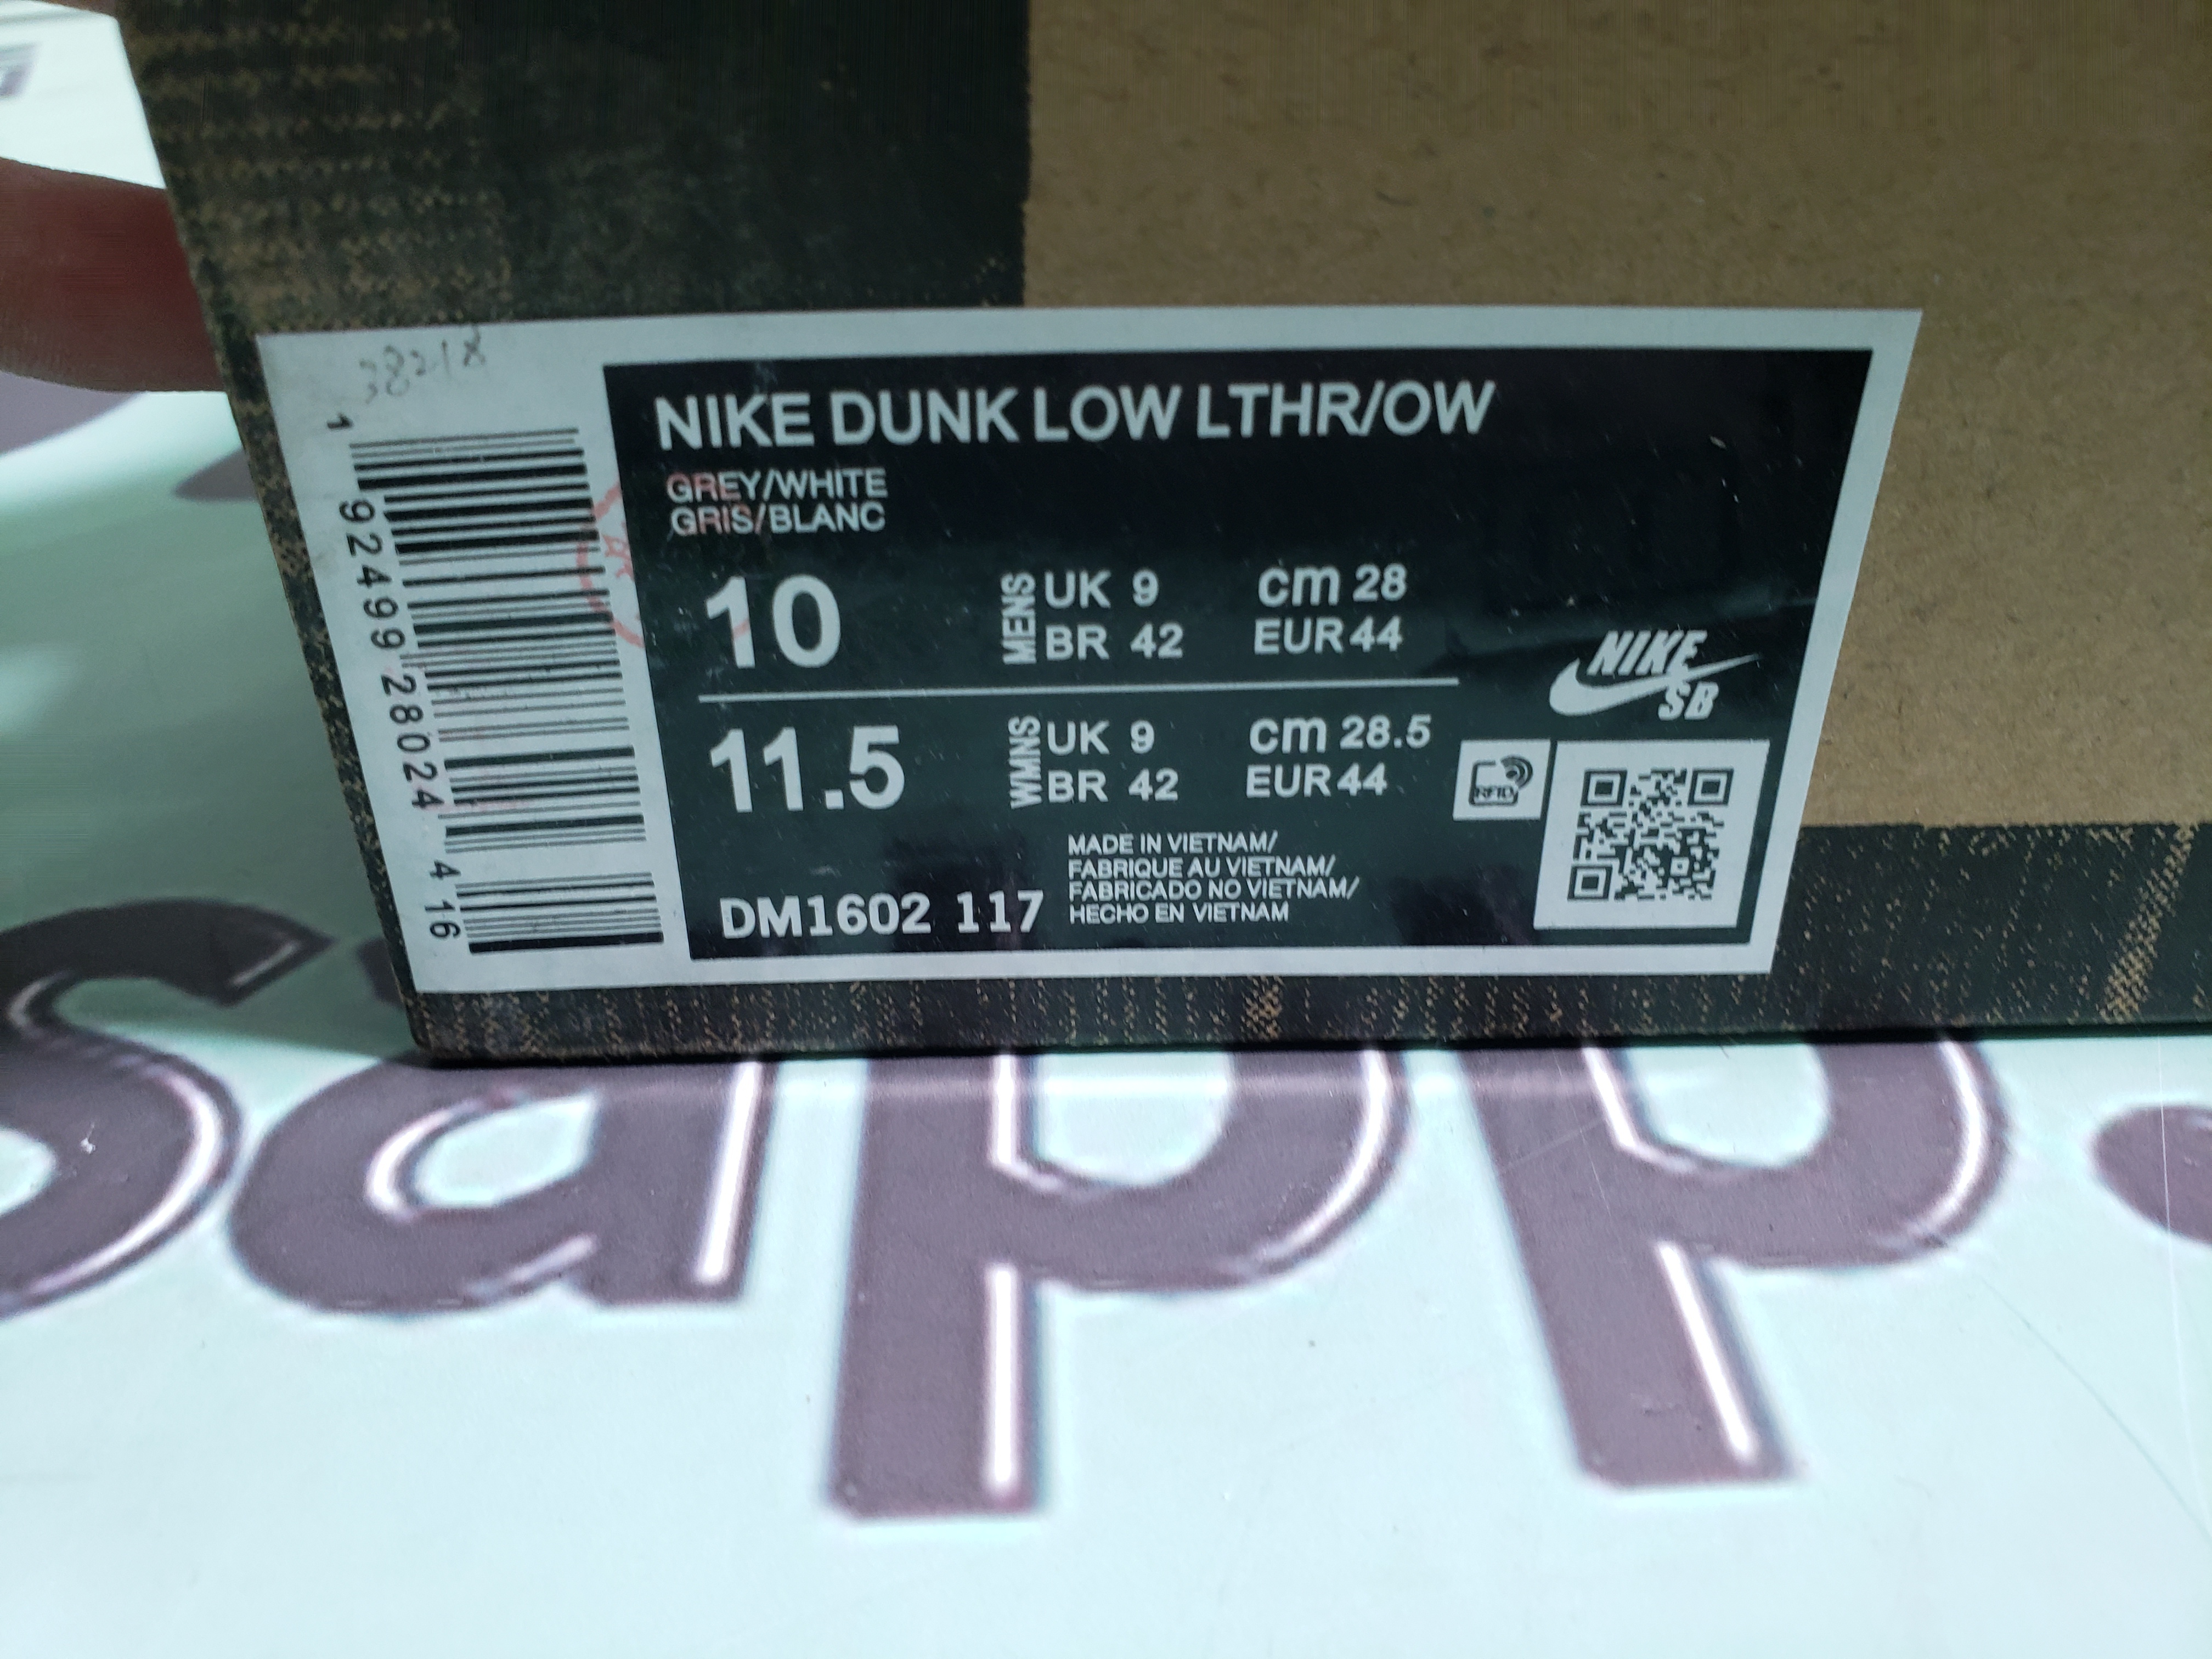 38218
NIKE DUNK LOW LTHR/OW
GREY/WHITE
GRIS/BLANC
10 MENS UK 9 cm 28
BR 42 EUR 44
11.5 WMNS UK 9 cm 28.5
BR 42 EUR 44
NIKE
SB
RFID
MADE IN VIETNAM/
FABRIQUE AU VIETNAM/
FABRICADO NO VIETNAM/
HECHO EN VIETNAM
DM1602 117
1 92499 28024 4 16
sapp.